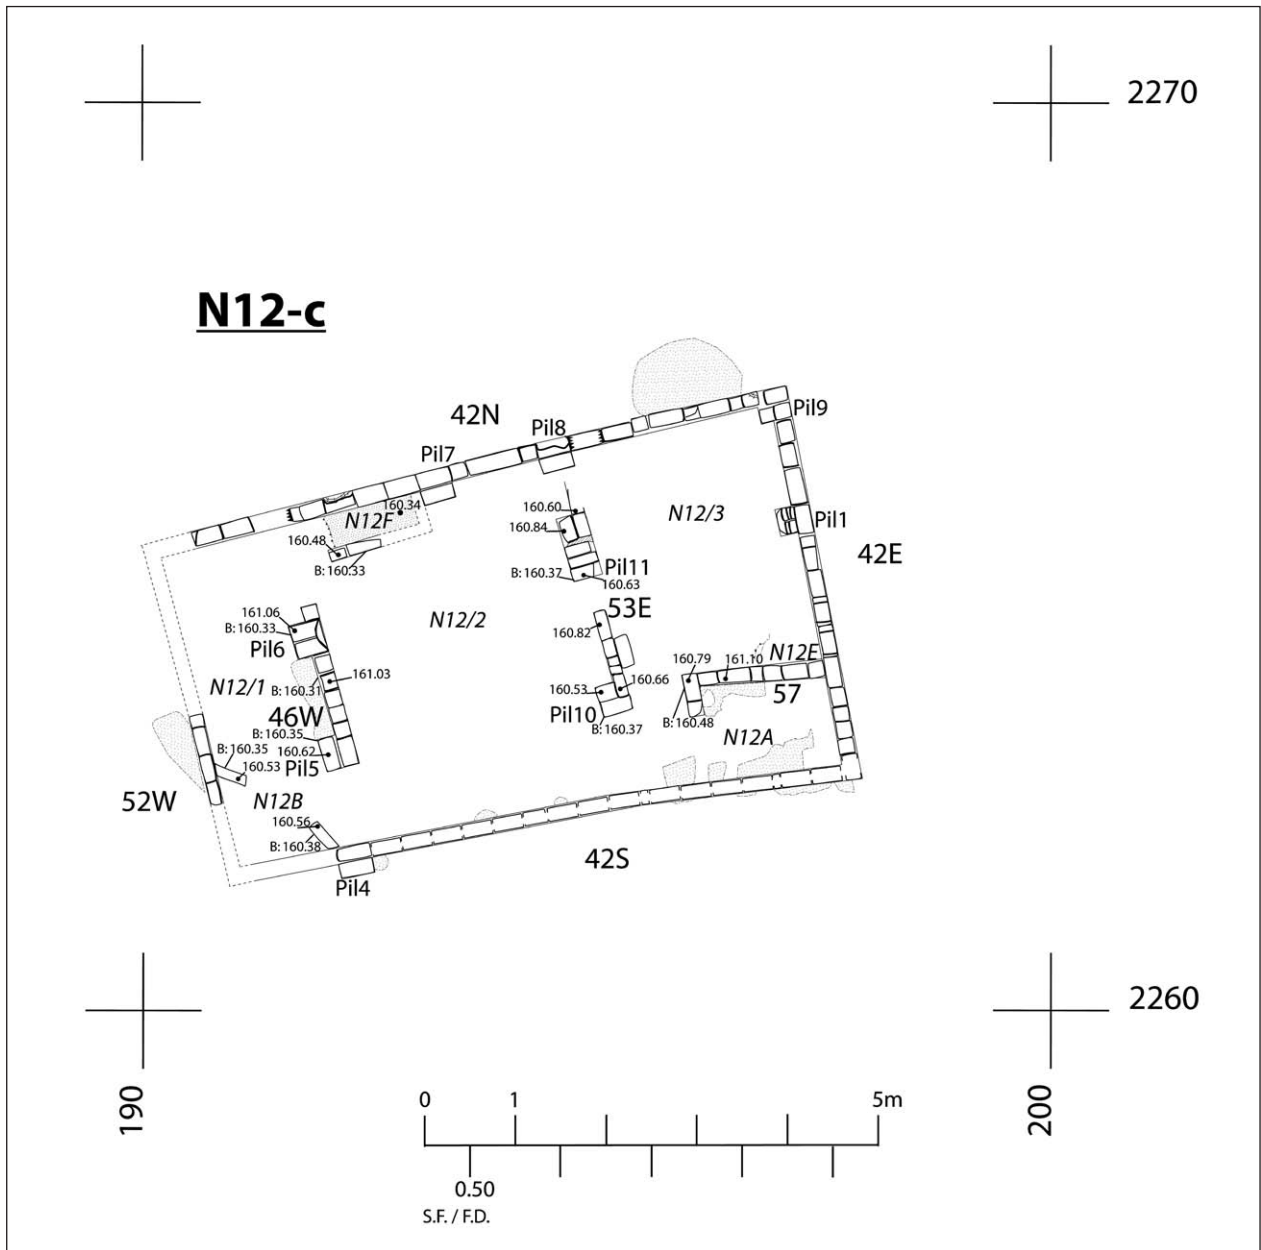 2270
N12-c
42N
Pil8
Pil9
Pil7
160.34
N12F
160.60
N12/3
160.84
Pil1
160.48
B: 160.33
42E
Pil11
B: 160.37
160.63
53E
161.06
B: 160.33
N12/2
160.82
Pil6
N12E
160.79
161.10
161.03
N12/1
B: 160.31
160.66
160.53
57
46W
Pil10
B: 160.48
B: 160.37
B: 160.35
N12A
B: 160.35
160.62
Pil5
160.53
52W
N12B
160.56
B: 160.38
42S
Pil4
2260
190
200
0 1 5m
0.50
S.F. / F.D.